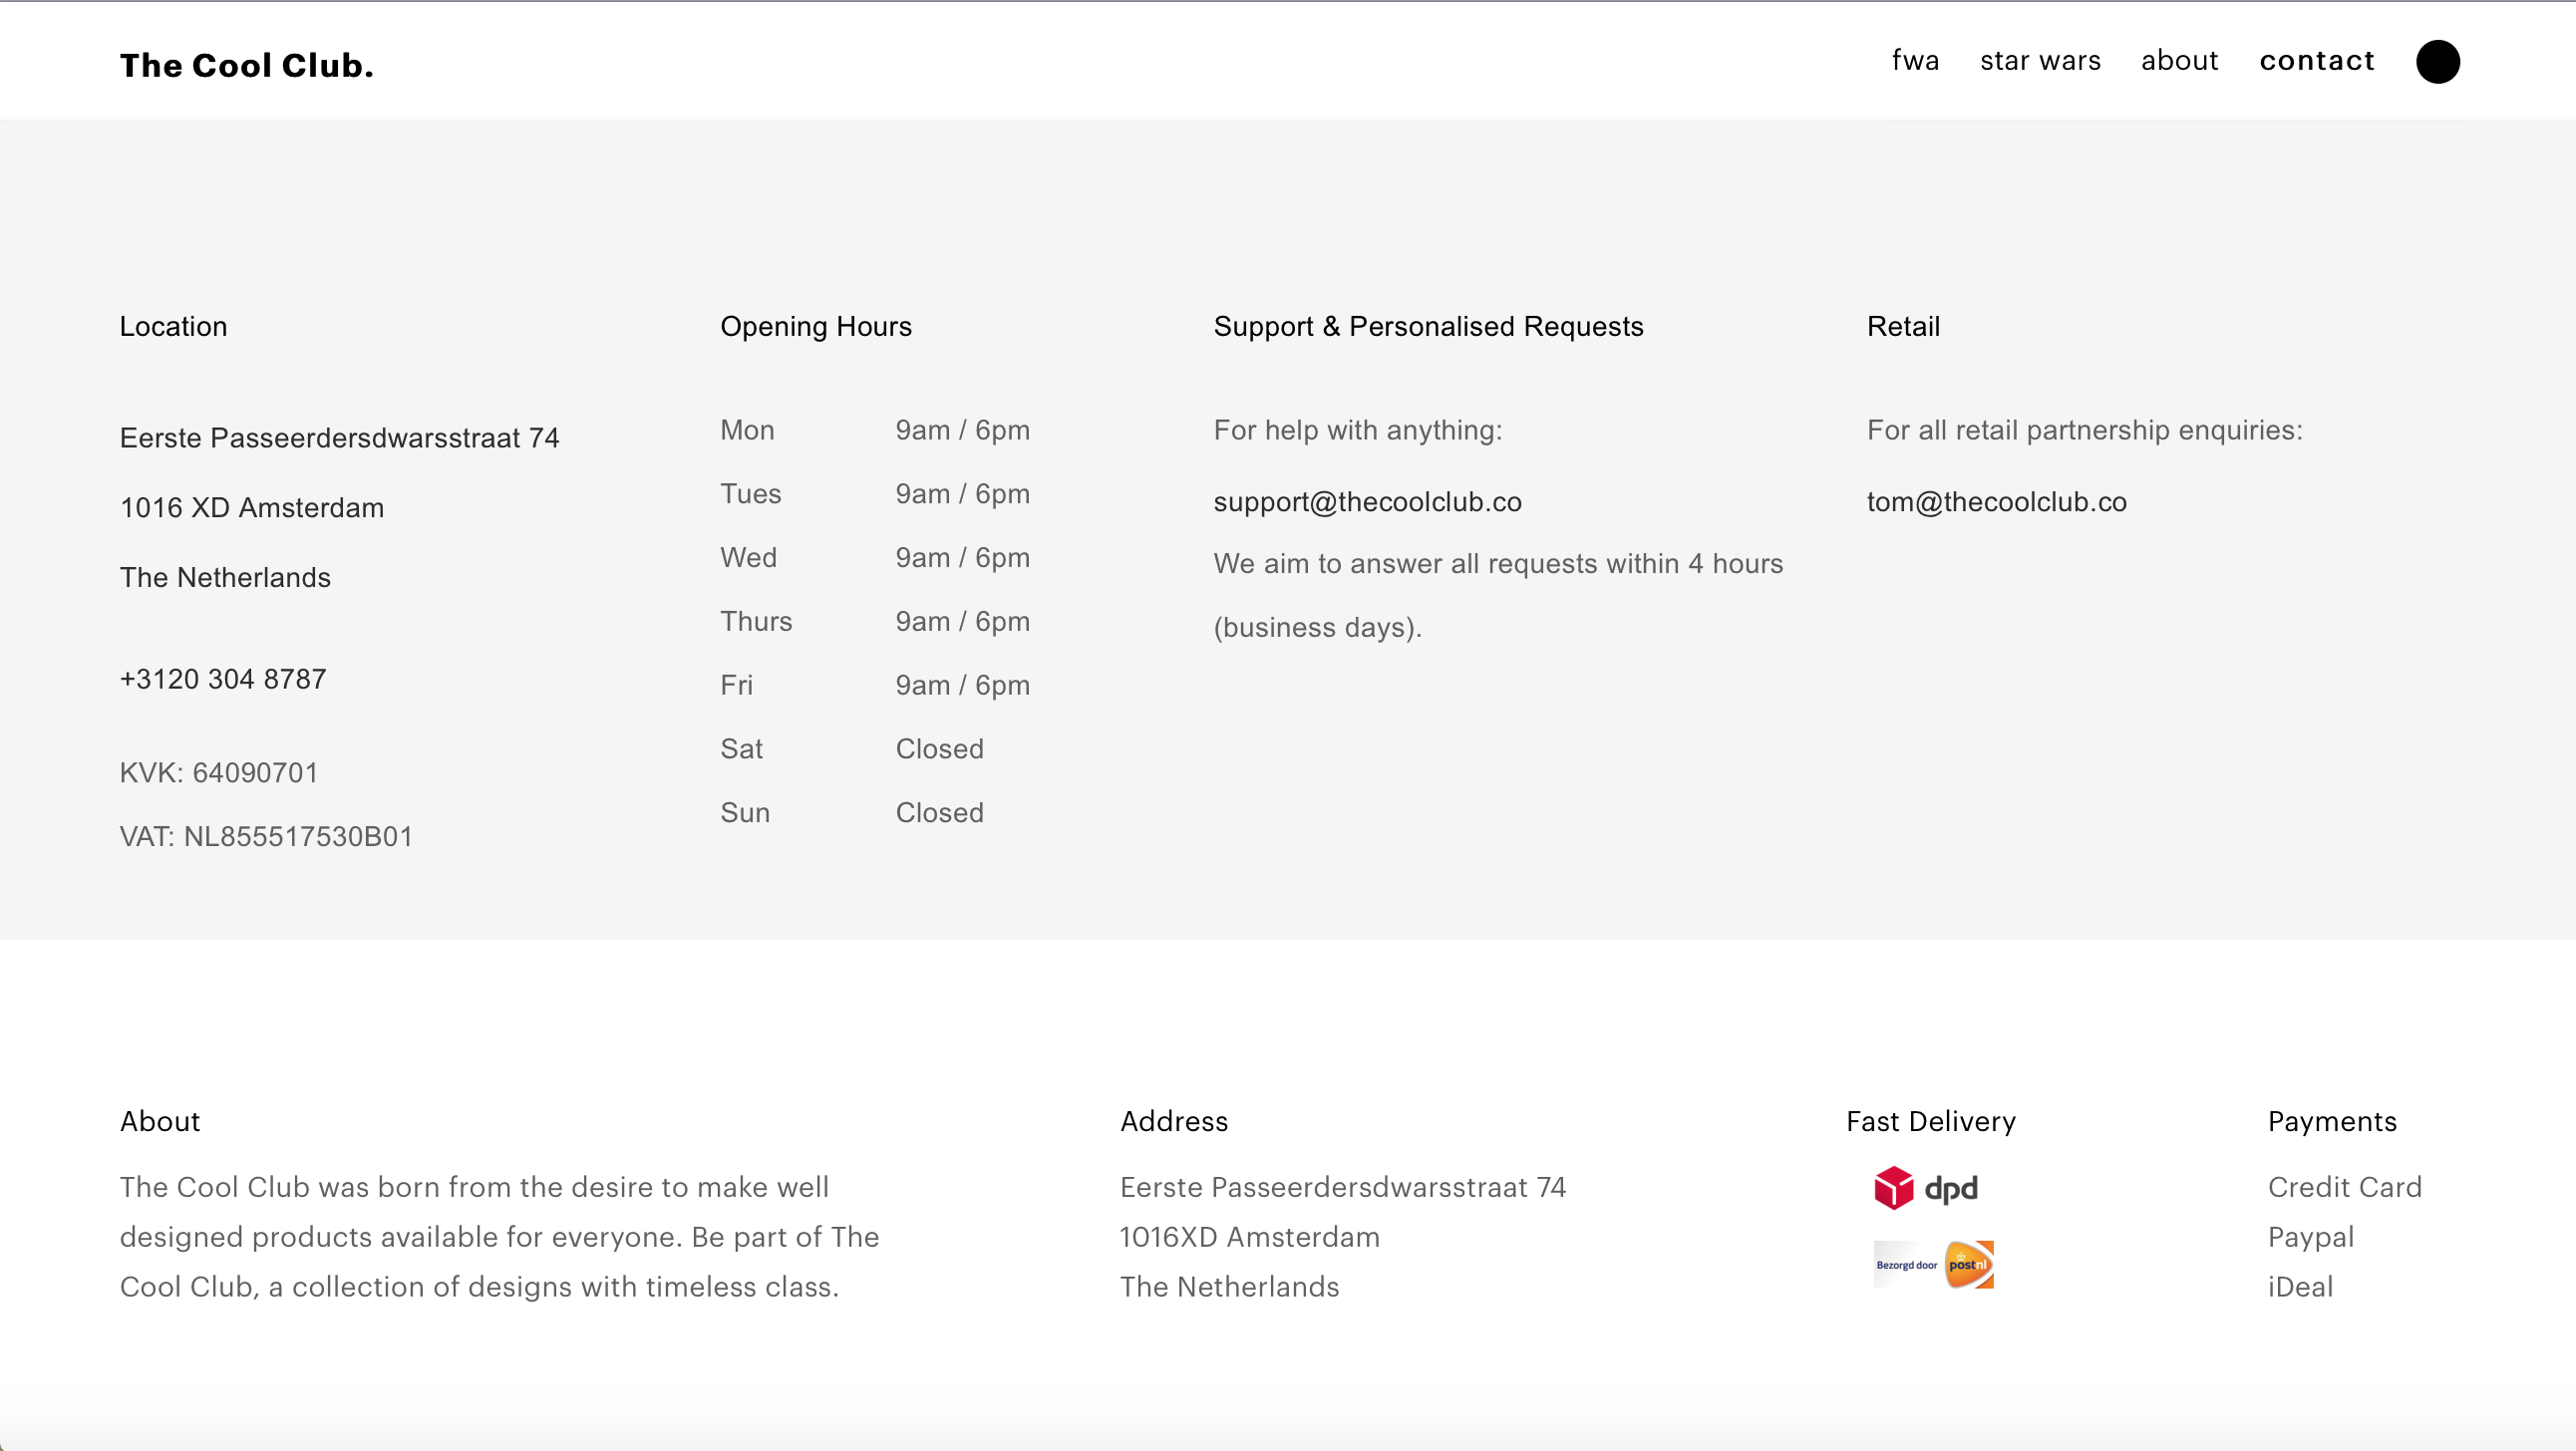 The Cool Club.
fwa
star wars
about
contact
Location
Eerste Passeerdersdwarsstraat 74
1016 XD Amsterdam
The Netherlands
+3120 304 8787
KVK: 64090701
VAT: NL855517530B01
Opening Hours
Mon 9am / 6pm
Tues 9am / 6pm
Wed 9am / 6pm
Thurs 9am / 6pm
Fri 9am / 6pm
Sat Closed
Sun Closed
Support & Personalised Requests
For help with anything:
support@thecoolclub.co
We aim to answer all requests within 4 hours
(business days).
Retail
For all retail partnership enquiries:
tom@thecoolclub.co
About
The Cool Club was born from the desire to make well
designed products available for everyone. Be part of The
Cool Club, a collection of designs with timeless class.
Address
Eerste Passeerdersdwarsstraat 74
1016XD Amsterdam
The Netherlands
Fast Delivery
dpd
Bezorgd door postnl
Payments
Credit Card
Paypal
iDeal